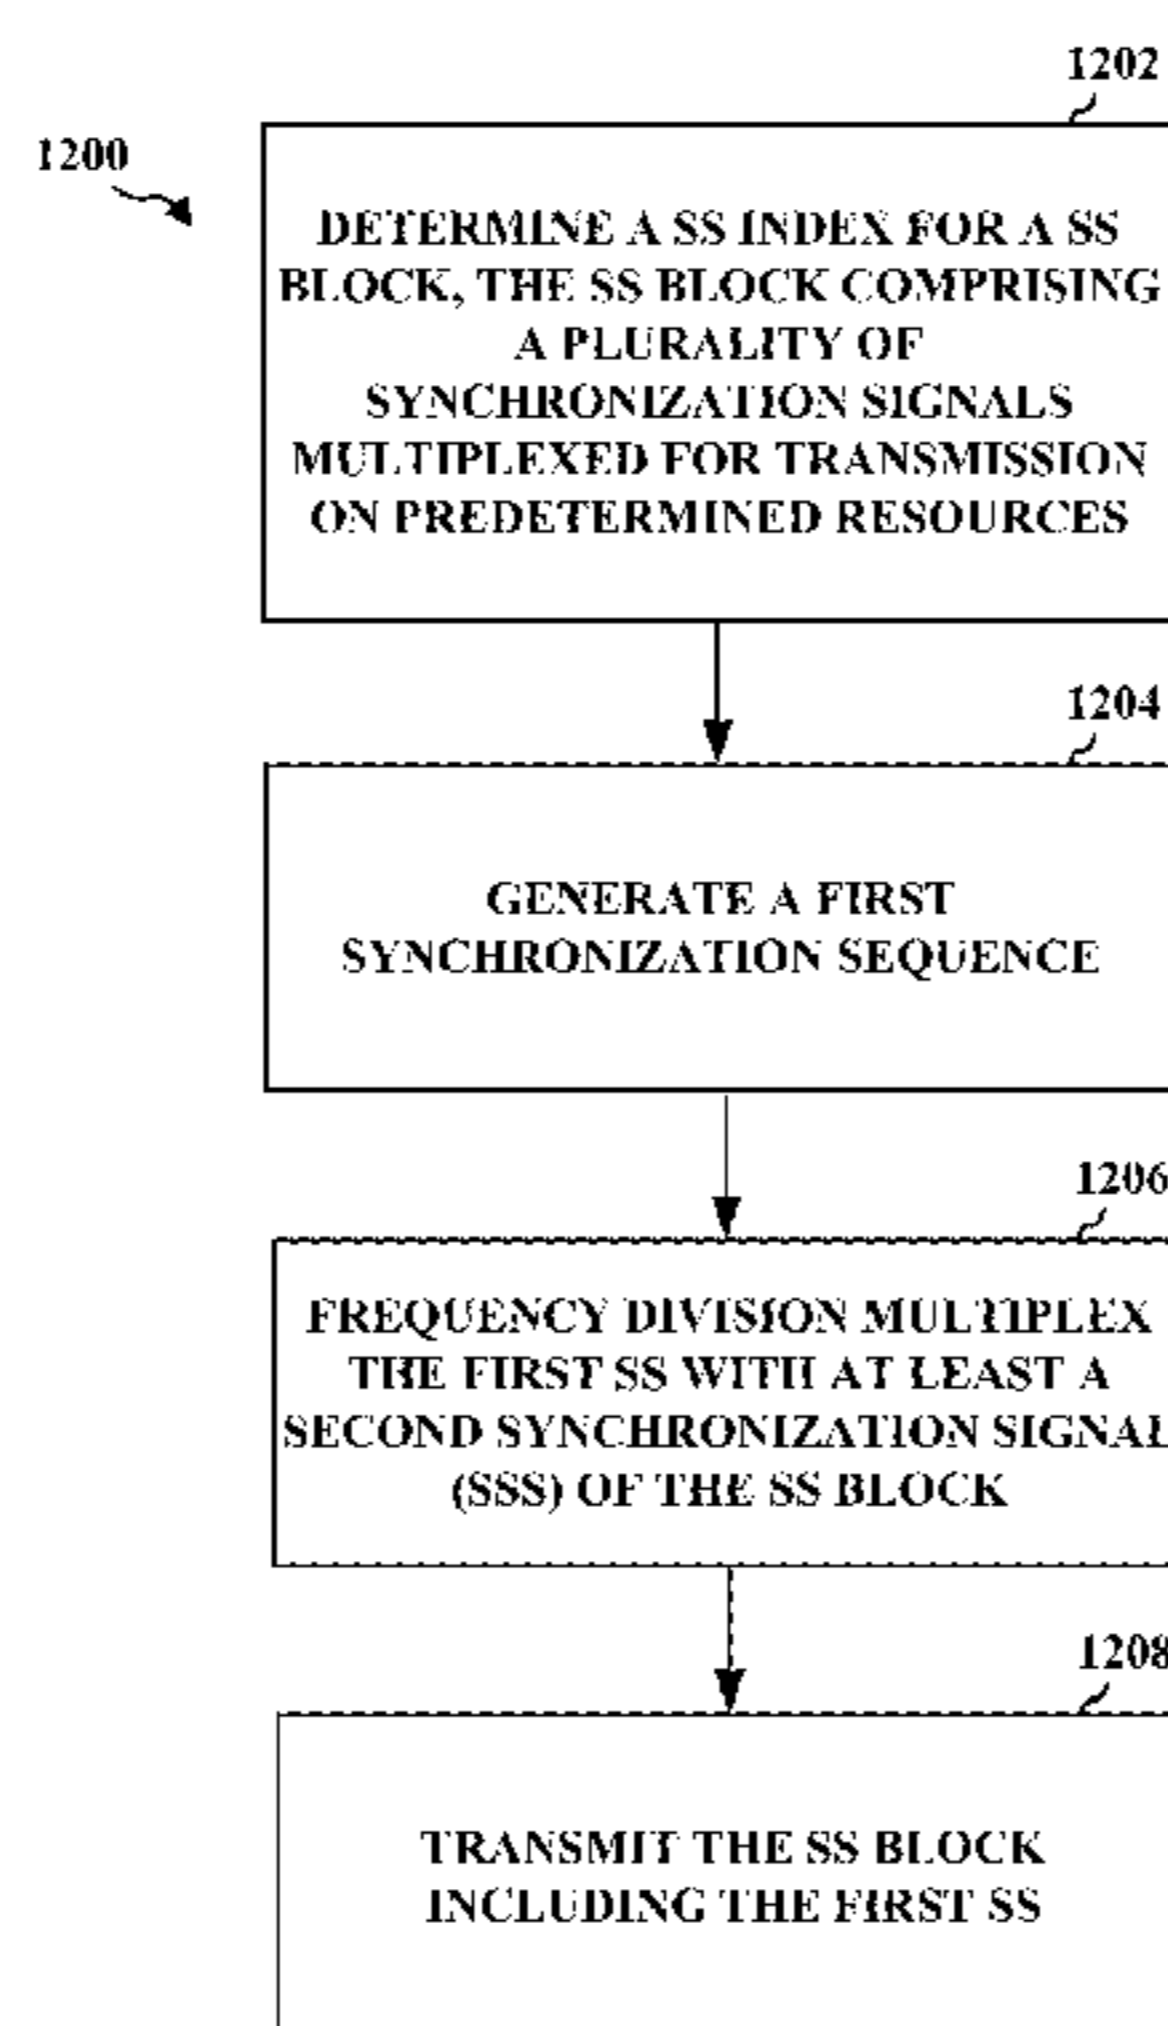 1202
1200
DETERMINE A SS INDEX FOR A SS
BLOCK, THE SS BLOCK COMPRISING
A PLURALITY OF
SYNCHRONIZATION SIGNALS
MULTIPLEXED FOR TRANSMISSION
ON PREDETERMINED RESOURCES
1204
GENERATE A FIRST
SYNCHRONIZATION SEQUENCE
1206
FREQUENCY DIVISION MULTIPLEX
THE FIRST SS WITH AT LEAST A
SECOND SYNCHRONIZATION SIGNAL
(SSS) OF THE SS BLOCK
1208
TRANSMIT THE SS BLOCK
INCLUDING THE FIRST SS